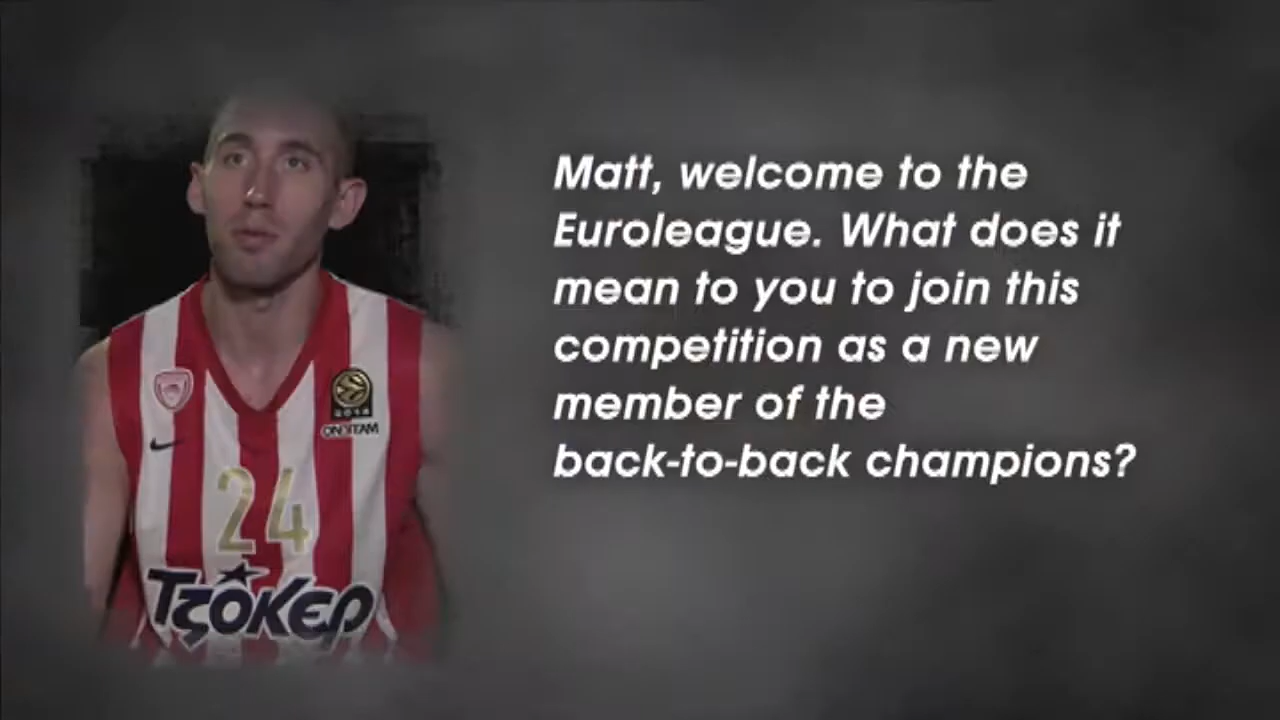 Matt, welcome to the
Euroleague. What does it
mean to you to join this
competition as a new
member of the
back-to-back champions?
24
Τζόκερ